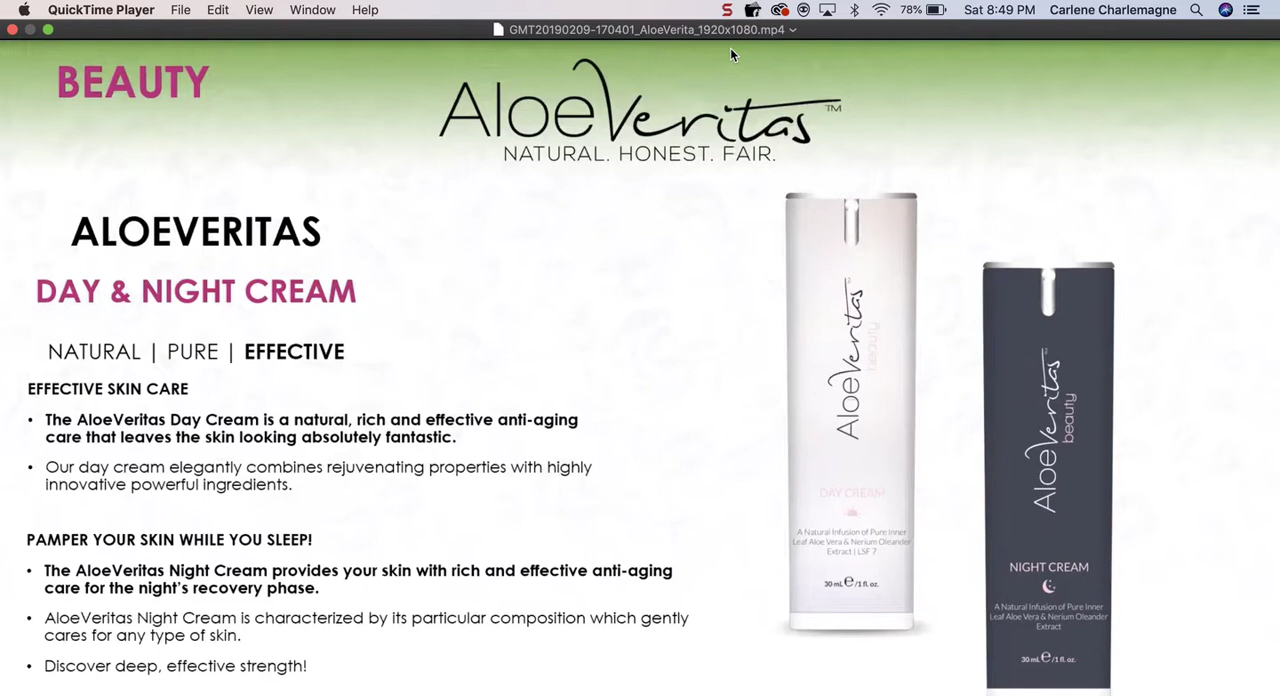 QuickTime Player File Edit View Window Help 78% Sat 8:49 PM Carlene Charlemagne
GMT20190209-170401_AloeVerita_1920x1080.mp4
BEAUTY
AloeVeritas™
NATURAL. HONEST. FAIR.
ALOEVERITAS
DAY & NIGHT CREAM
NATURAL | PURE | EFFECTIVE
EFFECTIVE SKIN CARE
• The AloeVeritas Day Cream is a natural, rich and effective anti-aging
care that leaves the skin looking absolutely fantastic.
• Our day cream elegantly combines rejuvenating properties with highly
innovative powerful ingredients.
PAMPER YOUR SKIN WHILE YOU SLEEP!
• The AloeVeritas Night Cream provides your skin with rich and effective anti-aging
care for the night's recovery phase.
• AloeVeritas Night Cream is characterized by its particular composition which gently
cares for any type of skin.
• Discover deep, effective strength!
AloeVeritas™
beauty
DAY CREAM
A Natural Infusion of Pure Inner
Leaf Aloe Vera & Nerium Oleander
Extract | LSF 7
30 mL e /1 fl. oz.
AloeVeritas™
beauty
NIGHT CREAM
A Natural Infusion of Pure Inner
Leaf Aloe Vera & Nerium Oleander
Extract
30 mL e /1 fl. oz.